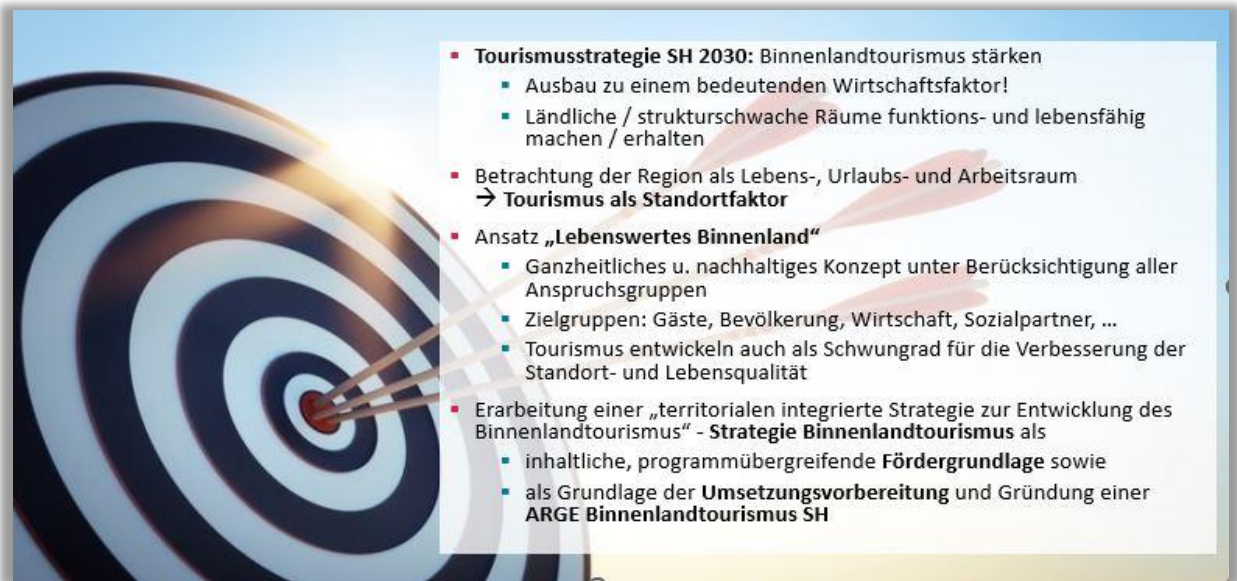 ▪ Tourismusstrategie SH 2030: Binnenlandtourismus stärken
▪ Ausbau zu einem bedeutenden Wirtschaftsfaktor!
▪ Ländliche / strukturschwache Räume funktions- und lebensfähig
machen / erhalten
▪ Betrachtung der Region als Lebens-, Urlaubs- und Arbeitsraum
→ Tourismus als Standortfaktor
▪ Ansatz „Lebenswertes Binnenland“
▪ Ganzheitliches u. nachhaltiges Konzept unter Berücksichtigung aller
Anspruchsgruppen
▪ Zielgruppen: Gäste, Bevölkerung, Wirtschaft, Sozialpartner, ...
▪ Tourismus entwickeln auch als Schwungrad für die Verbesserung der
Standort- und Lebensqualität
▪ Erarbeitung einer „territorialen integrierte Strategie zur Entwicklung des
Binnenlandtourismus“ - Strategie Binnenlandtourismus als
▪ inhaltliche, programmübergreifende Fördergrundlage sowie
▪ als Grundlage der Umsetzungsvorbereitung und Gründung einer
ARGE Binnenlandtourismus SH